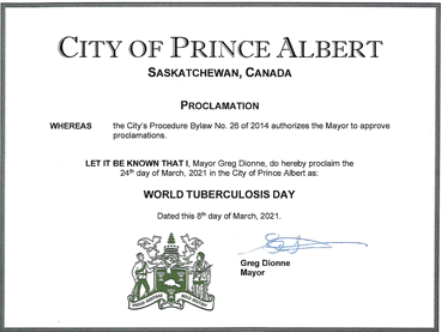 CITY OF PRINCE ALBERT
SASKATCHEWAN, CANADA
PROCLAMATION
WHEREAS the City's Procedure Bylaw No. 26 of 2014 authorizes the Mayor to approve
proclamations.
LET IT BE KNOWN THAT I, Mayor Greg Dionne, do hereby proclaim the
24th day of March, 2021 in the City of Prince Albert as:
WORLD TUBERCULOSIS DAY
Dated this 8th day of March, 2021.
Greg Dionne
Mayor